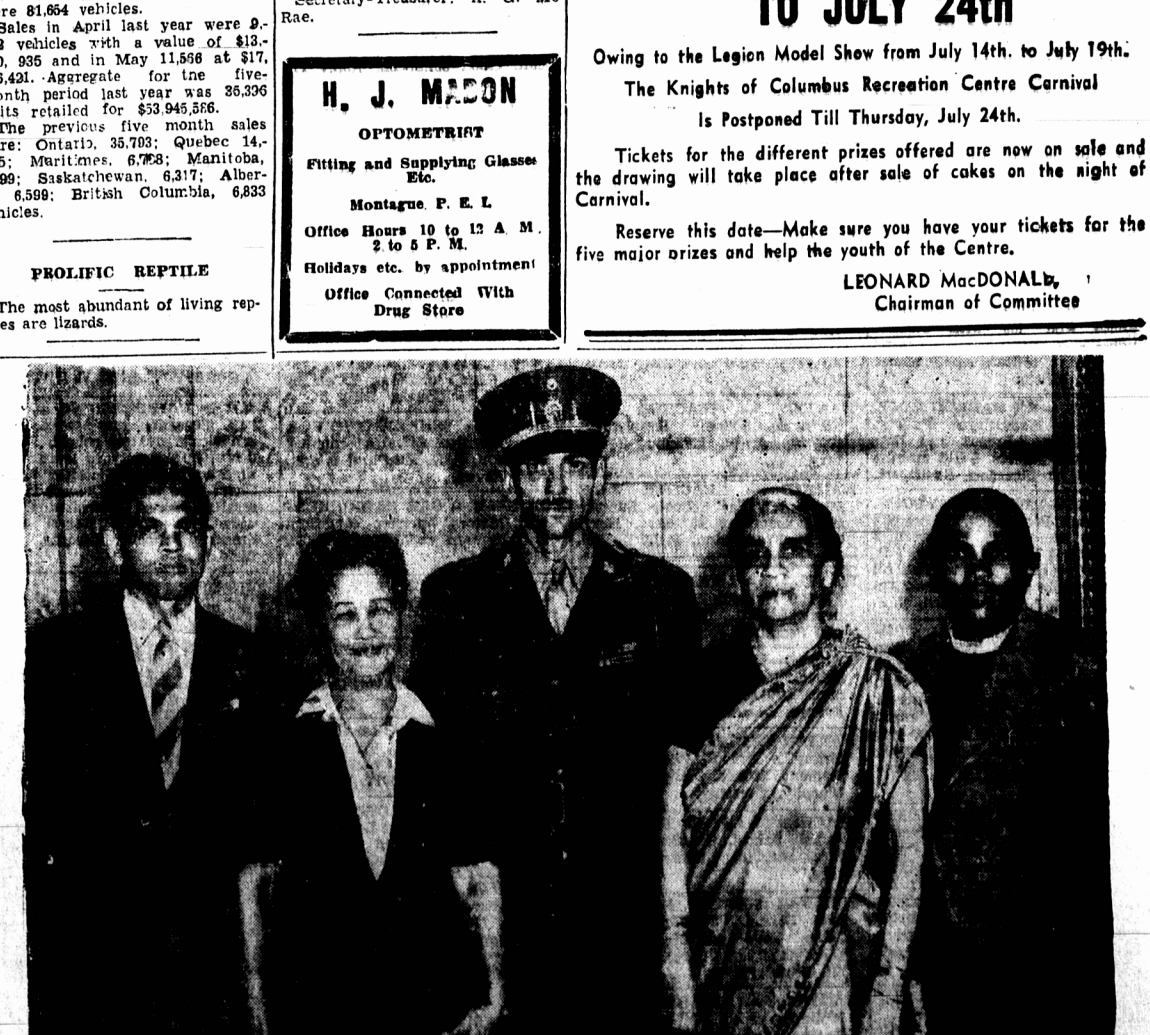 re 81,654 vehicles.
Sales in April last year were 9,-
3 vehicles with a value of $13,-
0, 935 and in May 11,556 at $17,
6,421. Aggregate for the five-
onth period last year was 36,336
its retailed for $53,945,586.
The previous five month sales
re: Ontario, 35,793; Quebec 14,-
5; Maritimes, 6,768; Manitoba,
99; Saskatchewan, 6,317; Alber-
6,599; British Columbia, 6,833
hicles.
PROLIFIC REPTILE
The most abundant of living rep-
es are lizards.
Rae.
H. J. MABON
OPTOMETRIST
Fitting and Supplying Glasses
Etc.
Montague, P. E. I.
Office Hours 10 to 12 A. M.
2 to 5 P. M.
Holidays etc. by appointment
Office Connected With
Drug Store
TO JULY 24th
Owing to the Legion Model Show from July 14th. to July 19th.
The Knights of Columbus Recreation Centre Carnival
Is Postponed Till Thursday, July 24th.
Tickets for the different prizes offered are now on sale and
the drawing will take place after sale of cakes on the night of
Carnival.
Reserve this date—Make sure you have your tickets for the
five major prizes and help the youth of the Centre.
LEONARD MacDONALD,
Chairman of Committee